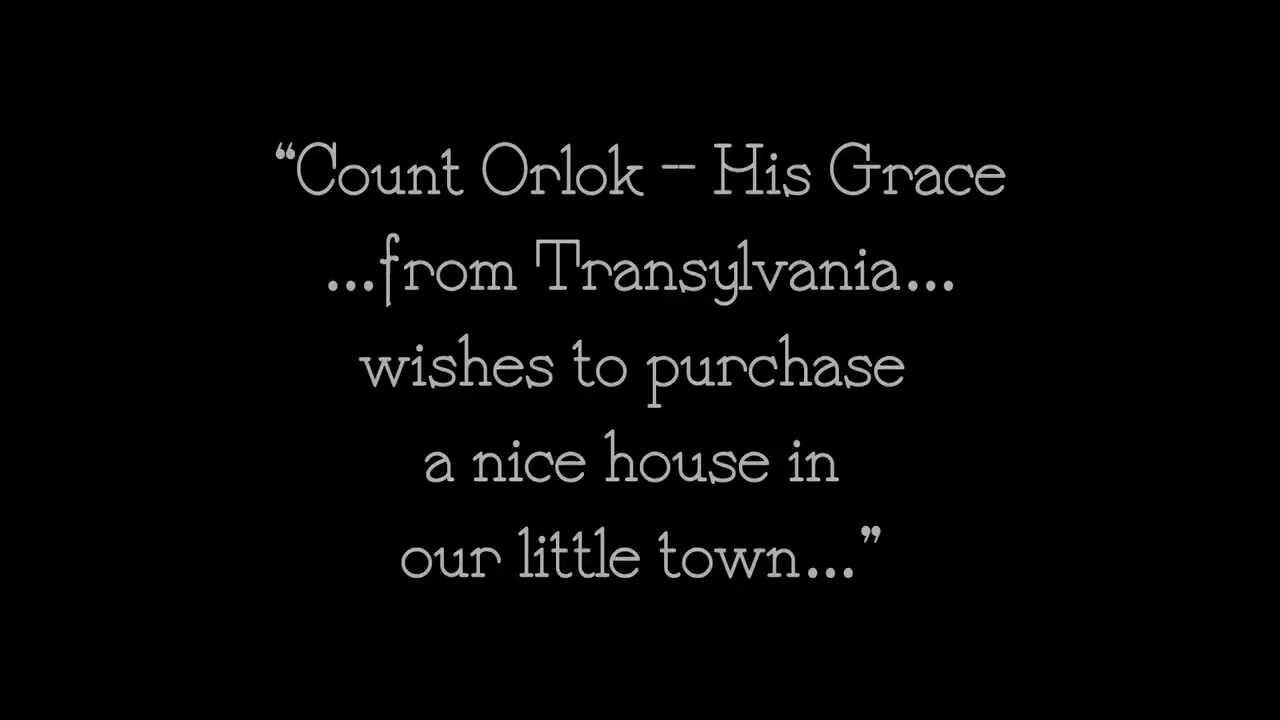 “Count Orlok -- His Grace
...from Transylvania...
wishes to purchase
a nice house in
our little town...”